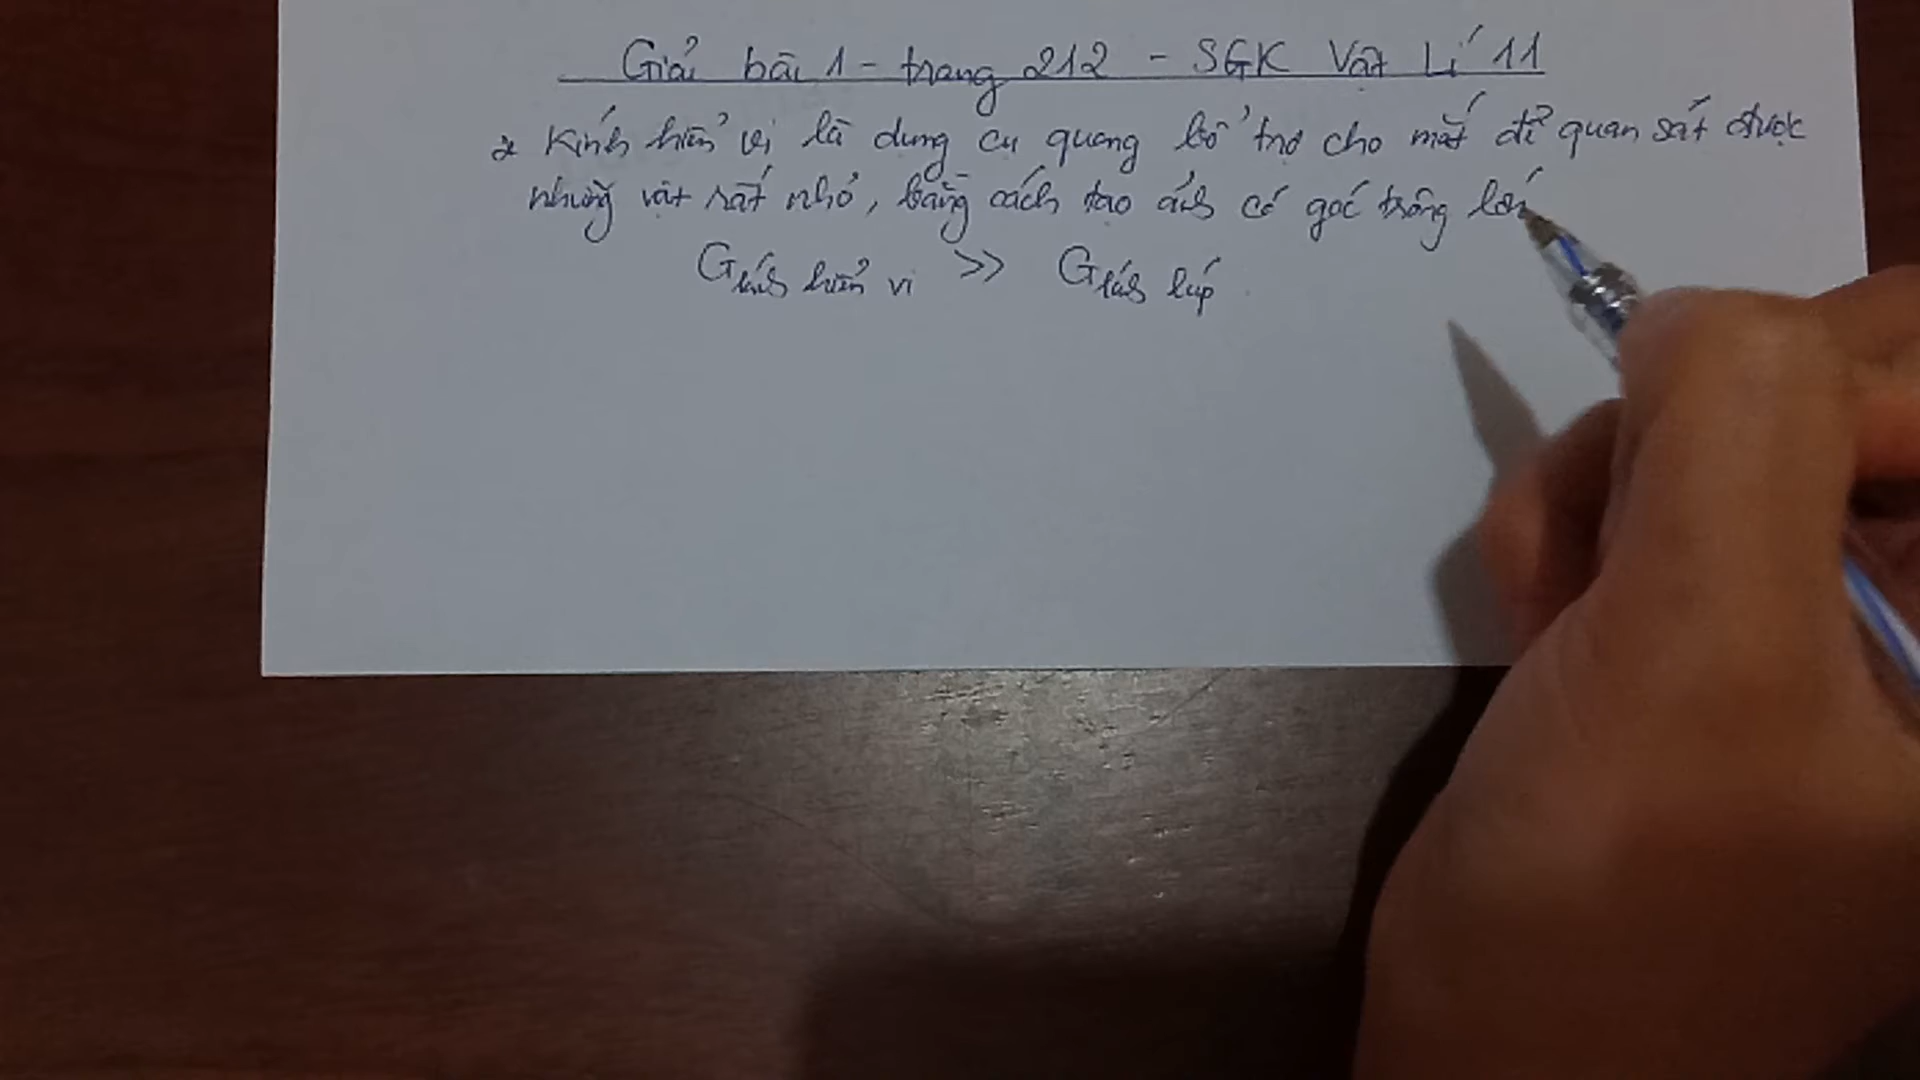 Giải bài 1 - trang 212 - SGK Vật Lí 11
* Kính hiển vị là dụng cụ quang bổ trợ cho mắt để quan sát được
những vật rất nhỏ, bằng cách tạo ảnh có góc trông lớn
G kính hiển vi >> G kính lúp